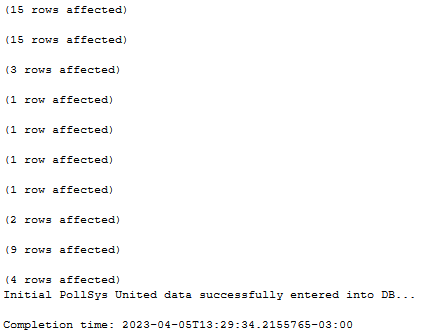 (15 rows affected)
(15 rows affected)
(3 rows affected)
(1 row affected)
(1 row affected)
(1 row affected)
(1 row affected)
(2 rows affected)
(9 rows affected)
(4 rows affected)
Initial PollSys United data successfully entered into DB...
Completion time: 2023-04-05T13:29:34.2155765-03:00